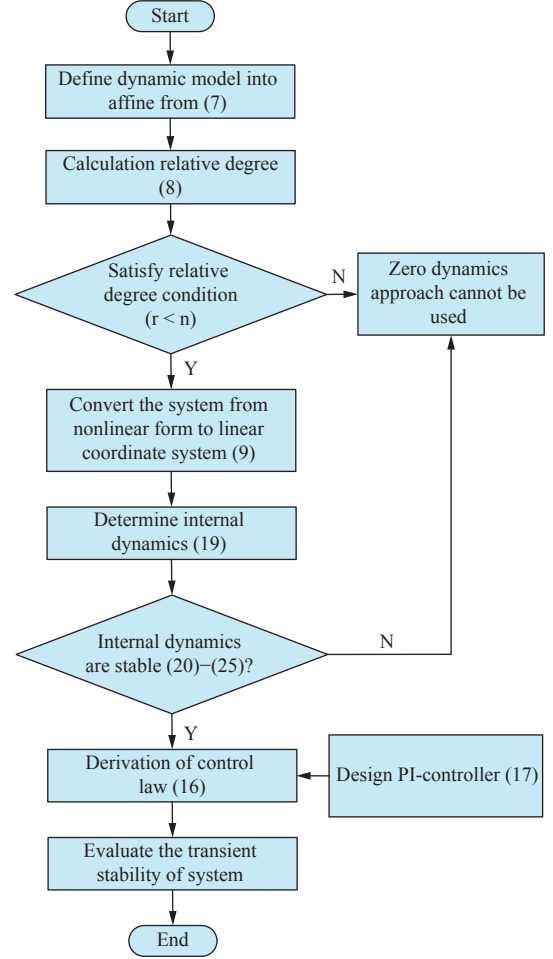 Start
Define dynamic model into
affine from (7)
Calculation relative degree
(8)
Satisfy relative
degree condition
(r < n)
N
Zero dynamics
approach cannot be
used
Y
Convert the system from
nonlinear form to linear
coordinate system (9)
Determine internal
dynamics (19)
Internal dynamics
are stable (20)−(25)?
N
Y
Derivation of control
law (16)
Design PI-controller (17)
Evaluate the transient
stability of system
End